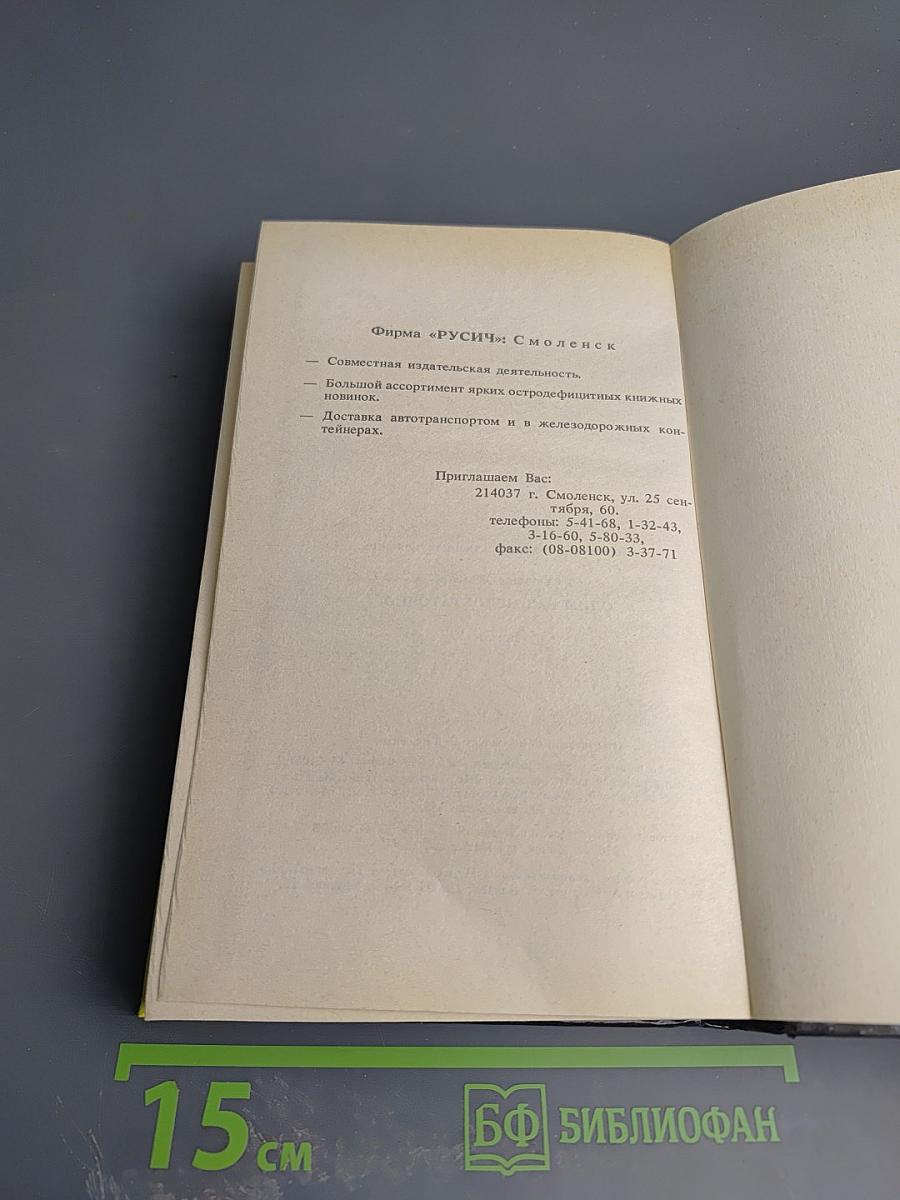 Фирма «РУСИЧ»: Смоленск
— Совместная издательская деятельность.
— Большой ассортимент ярких остродефицитных книжных
новинок.
— Доставка автотранспортом и в железодорожных кон-
тейнерах.
Приглашаем Вас:
214037 г. Смоленск, ул. 25 сен-
тября, 60.
телефоны: 5-41-68, 1-32-43,
3-16-60, 5-80-33,
факс: (08-08100) 3-37-71
15 см
БФ БИБЛИОФАН